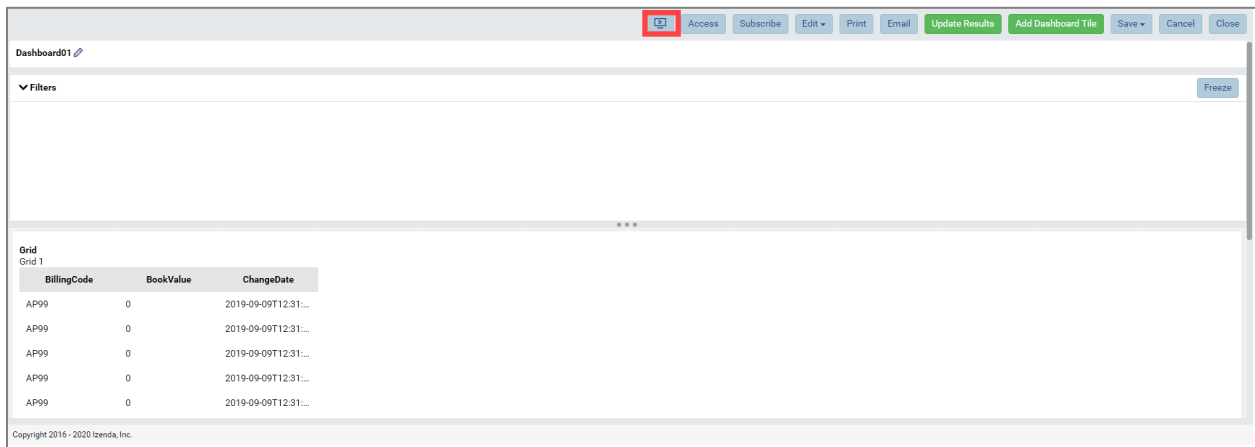 Access Subscribe Edit Print Email Update Results Add Dashboard Tile Save Cancel Close
Dashboard01
Filters Freeze
Grid
Grid 1
BillingCode BookValue ChangeDate
AP99 0 2019-09-09T12:31:...
AP99 0 2019-09-09T12:31:...
AP99 0 2019-09-09T12:31:...
AP99 0 2019-09-09T12:31:...
AP99 0 2019-09-09T12:31:...
Copyright 2016 - 2020 Izenda, Inc.